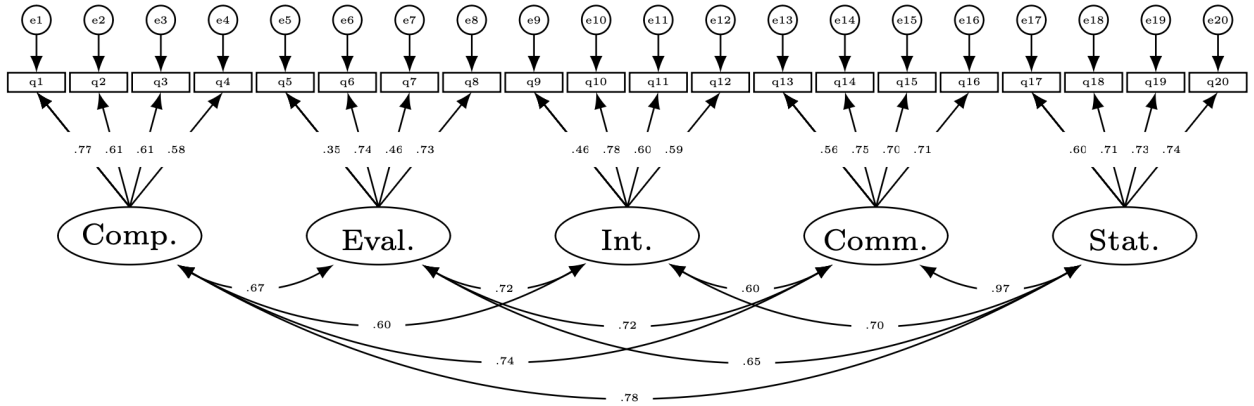 e1 e2 e3 e4 e5 e6 e7 e8 e9 e10 e11 e12 e13 e14 e15 e16 e17 e18 e19 e20
q1 q2 q3 q4 q5 q6 q7 q8 q9 q10 q11 q12 q13 q14 q15 q16 q17 q18 q19 q20
.77 .61 .61 .58 .35 .74 .46 .73 .46 .78 .60 .59 .56 .75 .70 .71 .60 .71 .73 .74
Comp. Eval. Int. Comm. Stat.
.67 .72 .60 .97
.60 .72 .70
.74 .65
.78